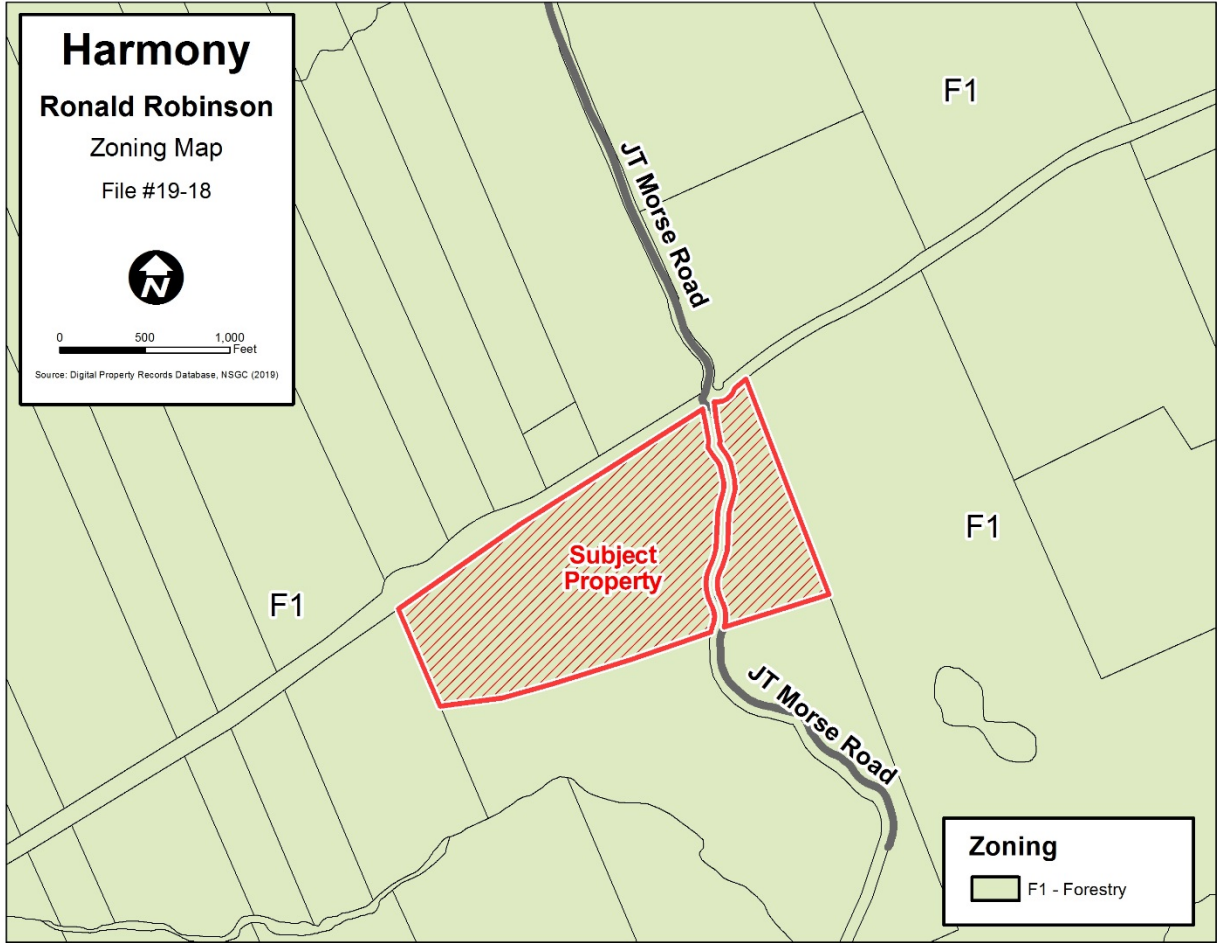 Harmony
Ronald Robinson
Zoning Map
File #19-18
N
0 500 1,000
Feet
Source: Digital Property Records Database, NSGC (2019)
F1
JT Morse Road
F1
Subject
Property
F1
JT Morse Road
Zoning
F1 - Forestry